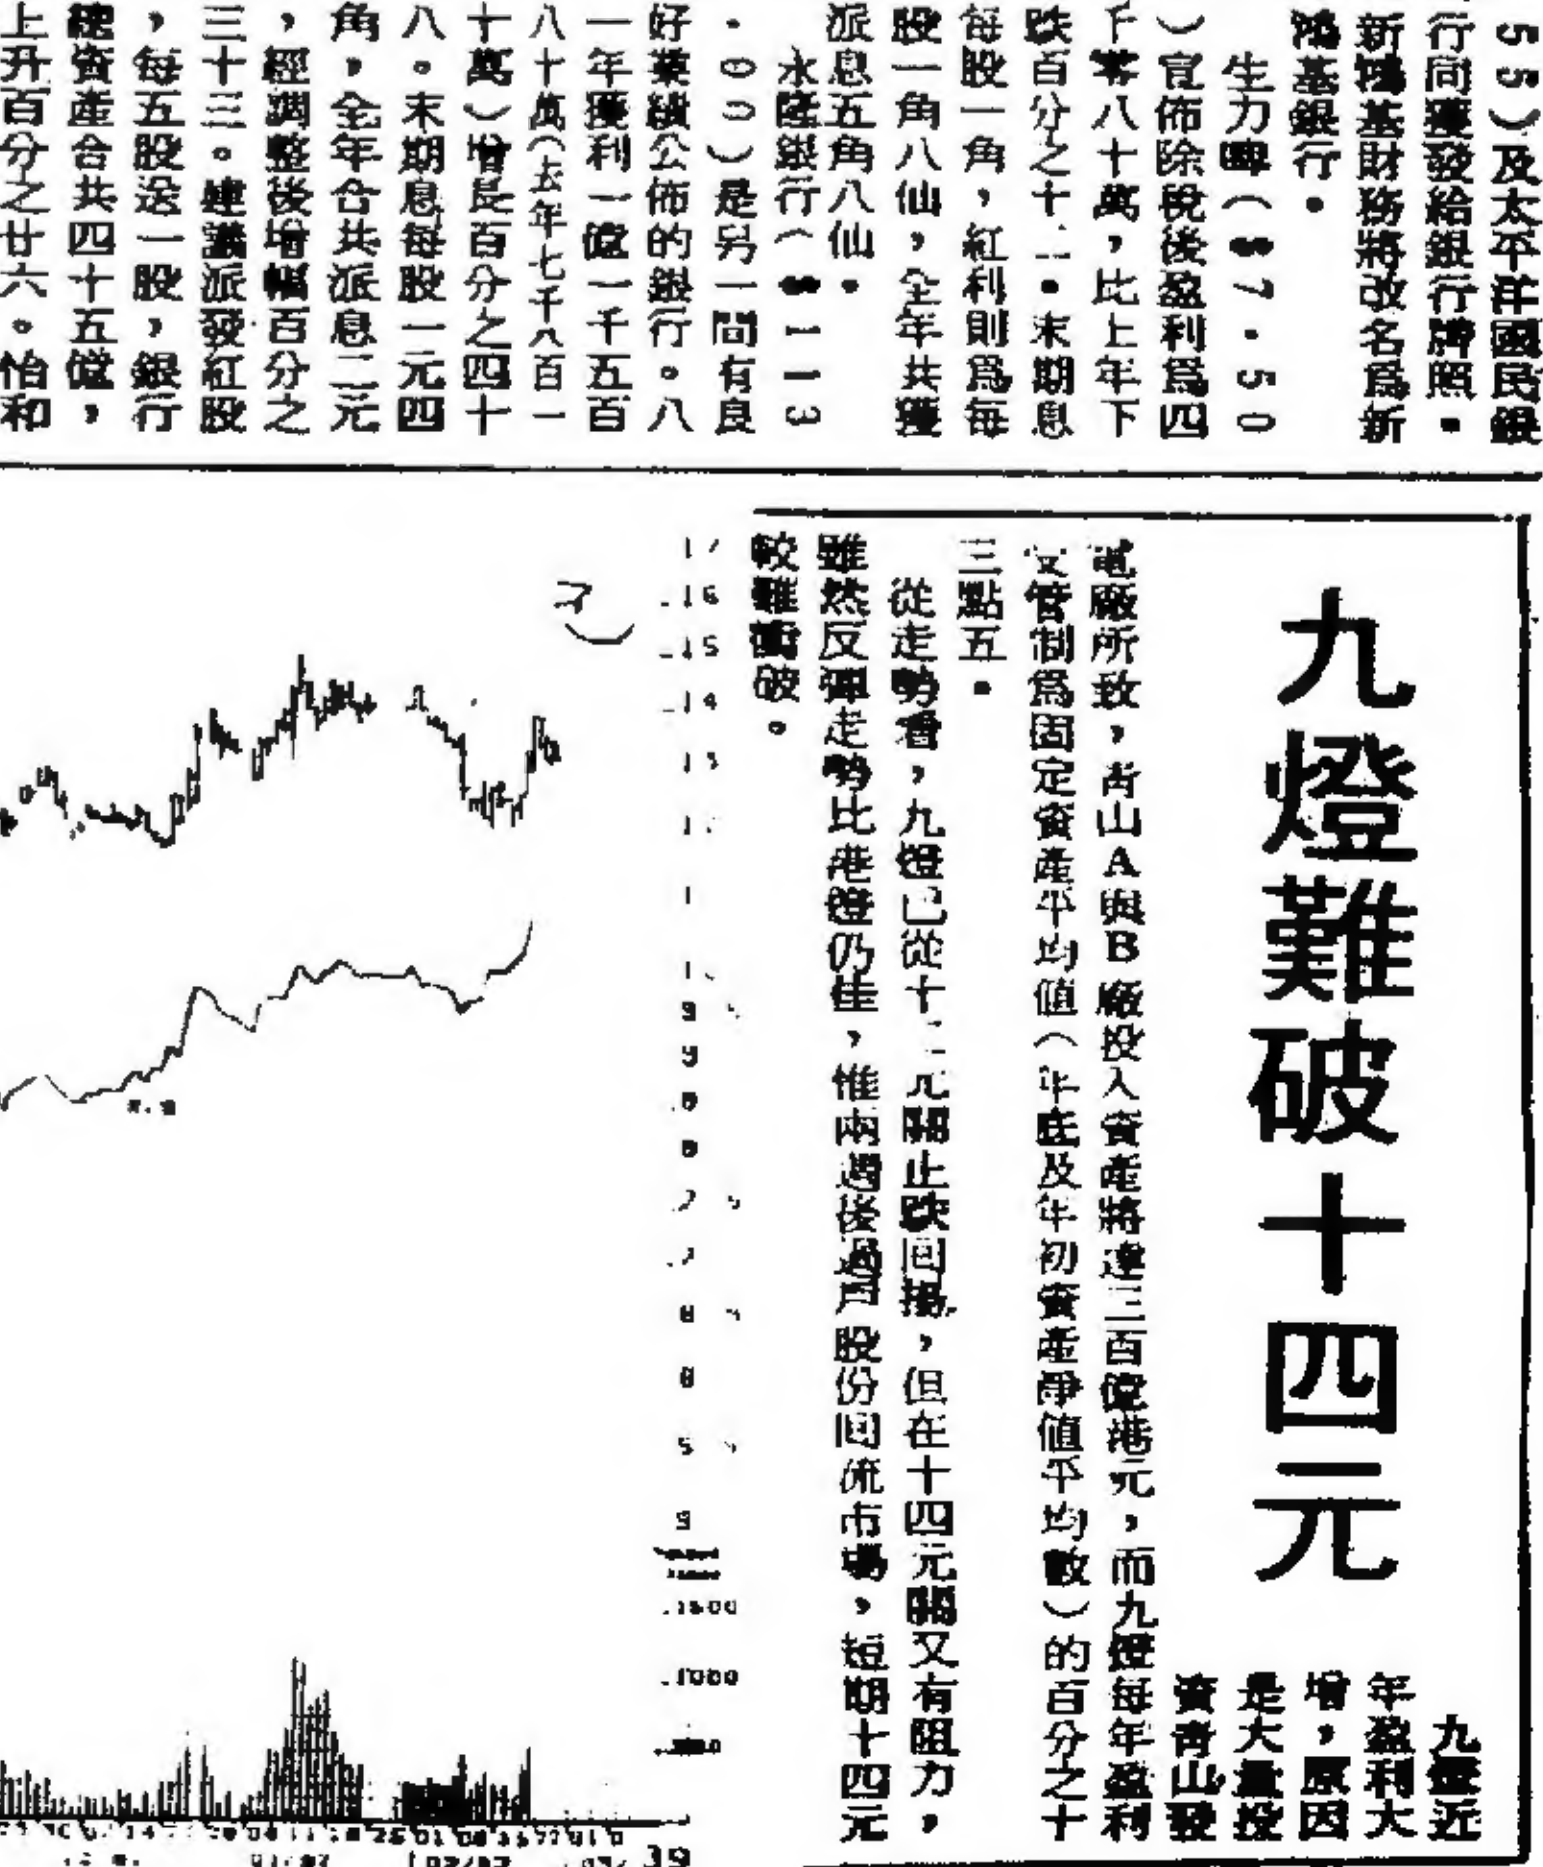 ５５）及太平洋國民銀
行同獲發給銀行牌照。
新鴻基財務將改名爲新
鴻基銀行。
生力啤（＄７．５０
）宣佈除稅後盈利爲四
千零八十萬，比上年下
跌百分之十二。末期息
每股一角，紅利則爲每
股一角八仙，全年共獲
派息五角八仙。
永隆銀行（＄１１３
．００）是另一間有良
好業績公佈的銀行。八
一年獲利一億一千五百
八十萬（去年七千八百一
十萬）增長百分之四十
八。末期息每股一元四
角，全年合共派息二元
，經調整後增幅百分之
三十三。建議派發紅股
，每五股送一股，銀行
總資產合共四十五億，
上升百分之廿六。怡和
九燈難破十四元
九燈近
年盈利大
增，原因
是大量投
資青山發
電廠所致，青山A與B廠投入資產將達三百億港元，而九燈每年盈利
受管制爲固定資產平均值（年底及年初資產淨值平均數）的百分之十
三點五。
從走勢看，九燈已從十二元關止跌回揚，但在十四元關又有阻力，
雖然反彈走勢比港燈仍佳，惟兩週後過戶股份回流市場，短期十四元
較難衝破。
16
15
14
13
1500
1000